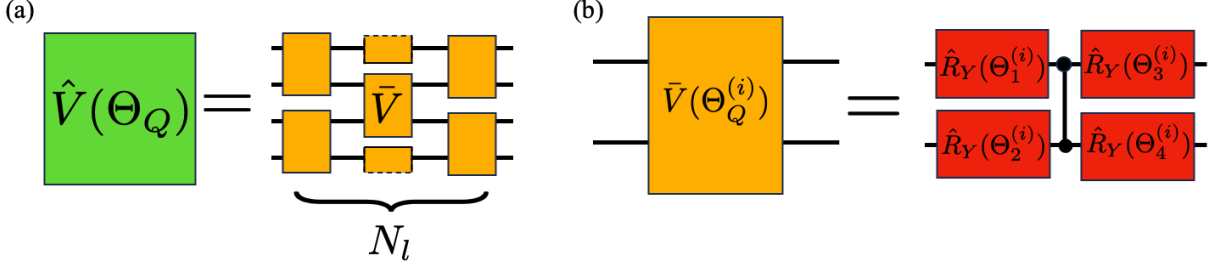 (a)
V̂(Θ_Q) =
V̄
N_l
(b)
V̄(Θ_Q^{(i)}) =
R̂_Y(Θ_1^{(i)})
R̂_Y(Θ_3^{(i)})
R̂_Y(Θ_2^{(i)})
R̂_Y(Θ_4^{(i)})